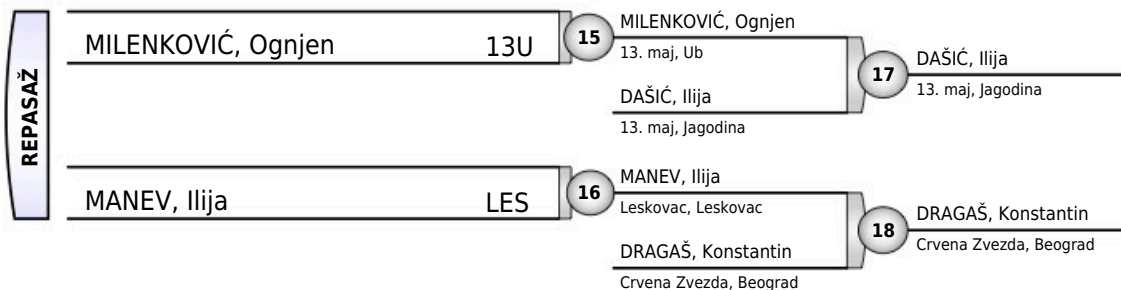 REPASAŽ
MILENKOVIĆ, Ognjen 13U
15
MILENKOVIĆ, Ognjen
13. maj, Ub
DAŠIĆ, Ilija
13. maj, Jagodina
17
DAŠIĆ, Ilija
13. maj, Jagodina
MANEV, Ilija LES
16
MANEV, Ilija
Leskovac, Leskovac
DRAGAŠ, Konstantin
Crvena Zvezda, Beograd
18
DRAGAŠ, Konstantin
Crvena Zvezda, Beograd